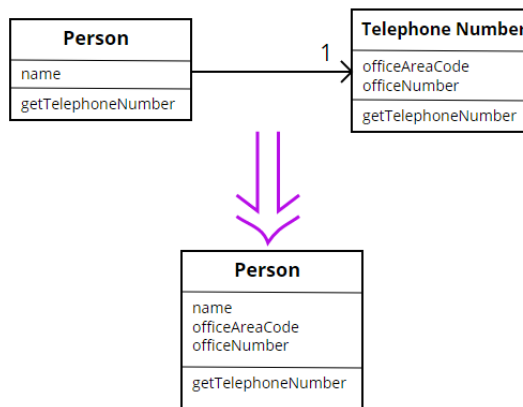 Person
name
getTelephoneNumber
1
Telephone Number
officeAreaCode
officeNumber
getTelephoneNumber
Person
name
officeAreaCode
officeNumber
getTelephoneNumber